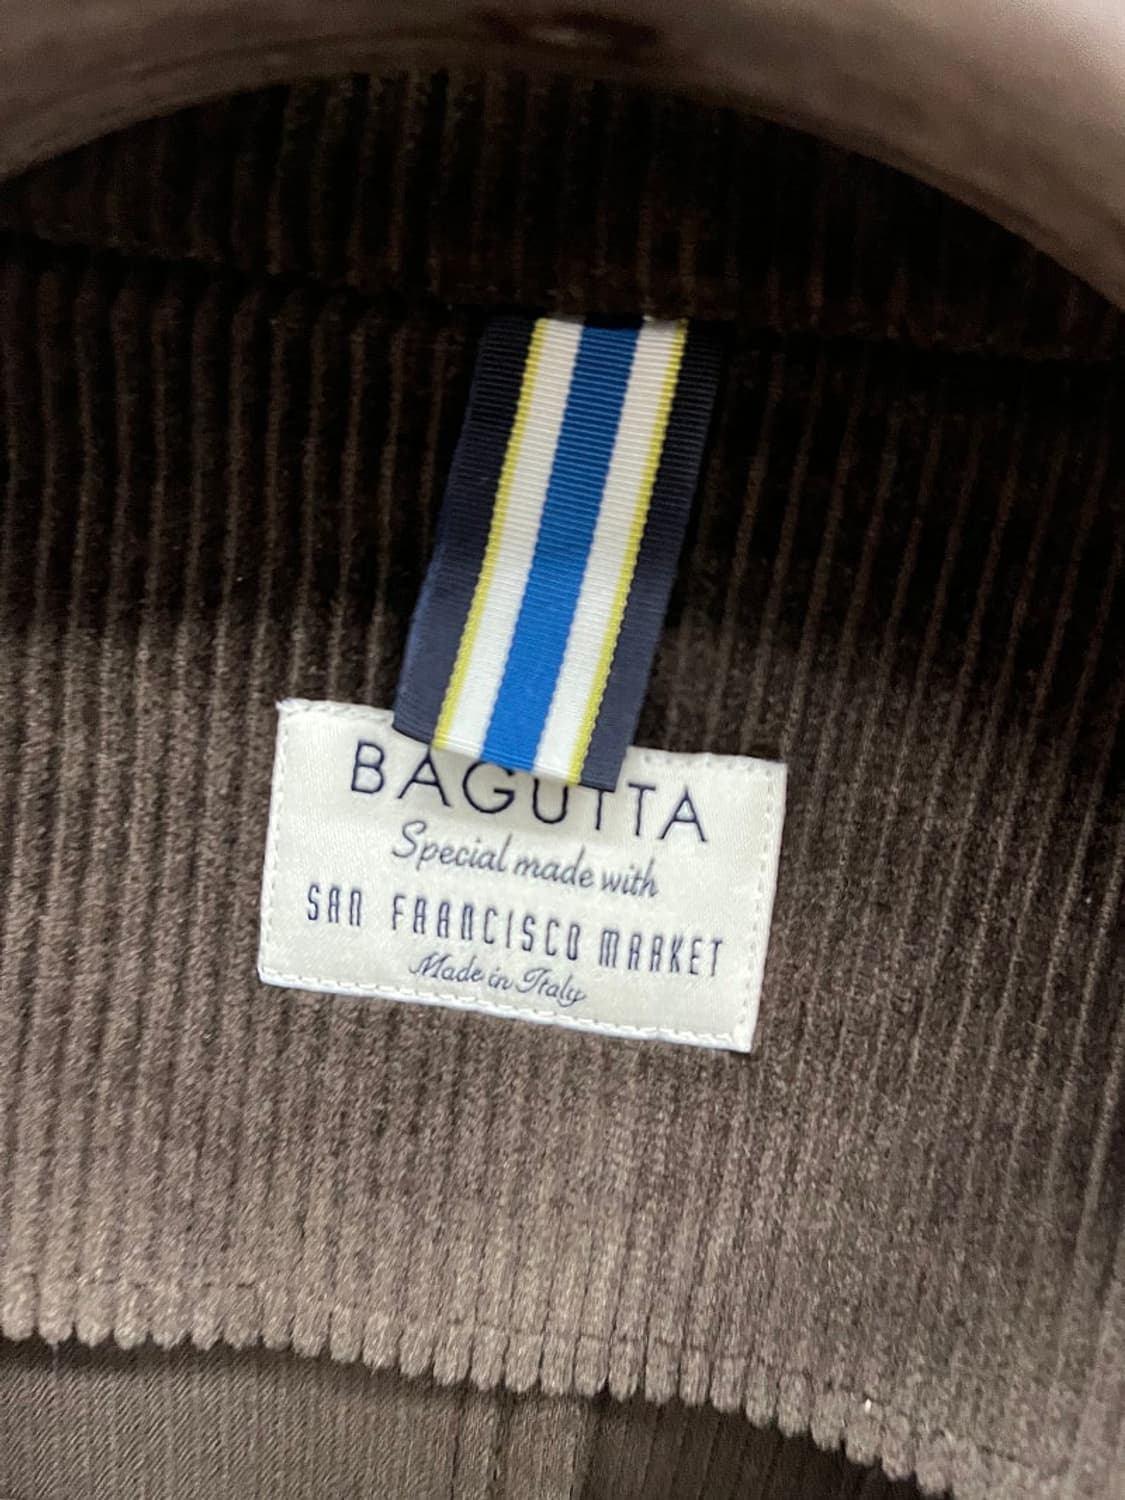 BAGUTTA
Special made with
SAN FRANCISCO MARKET
Made in Italy